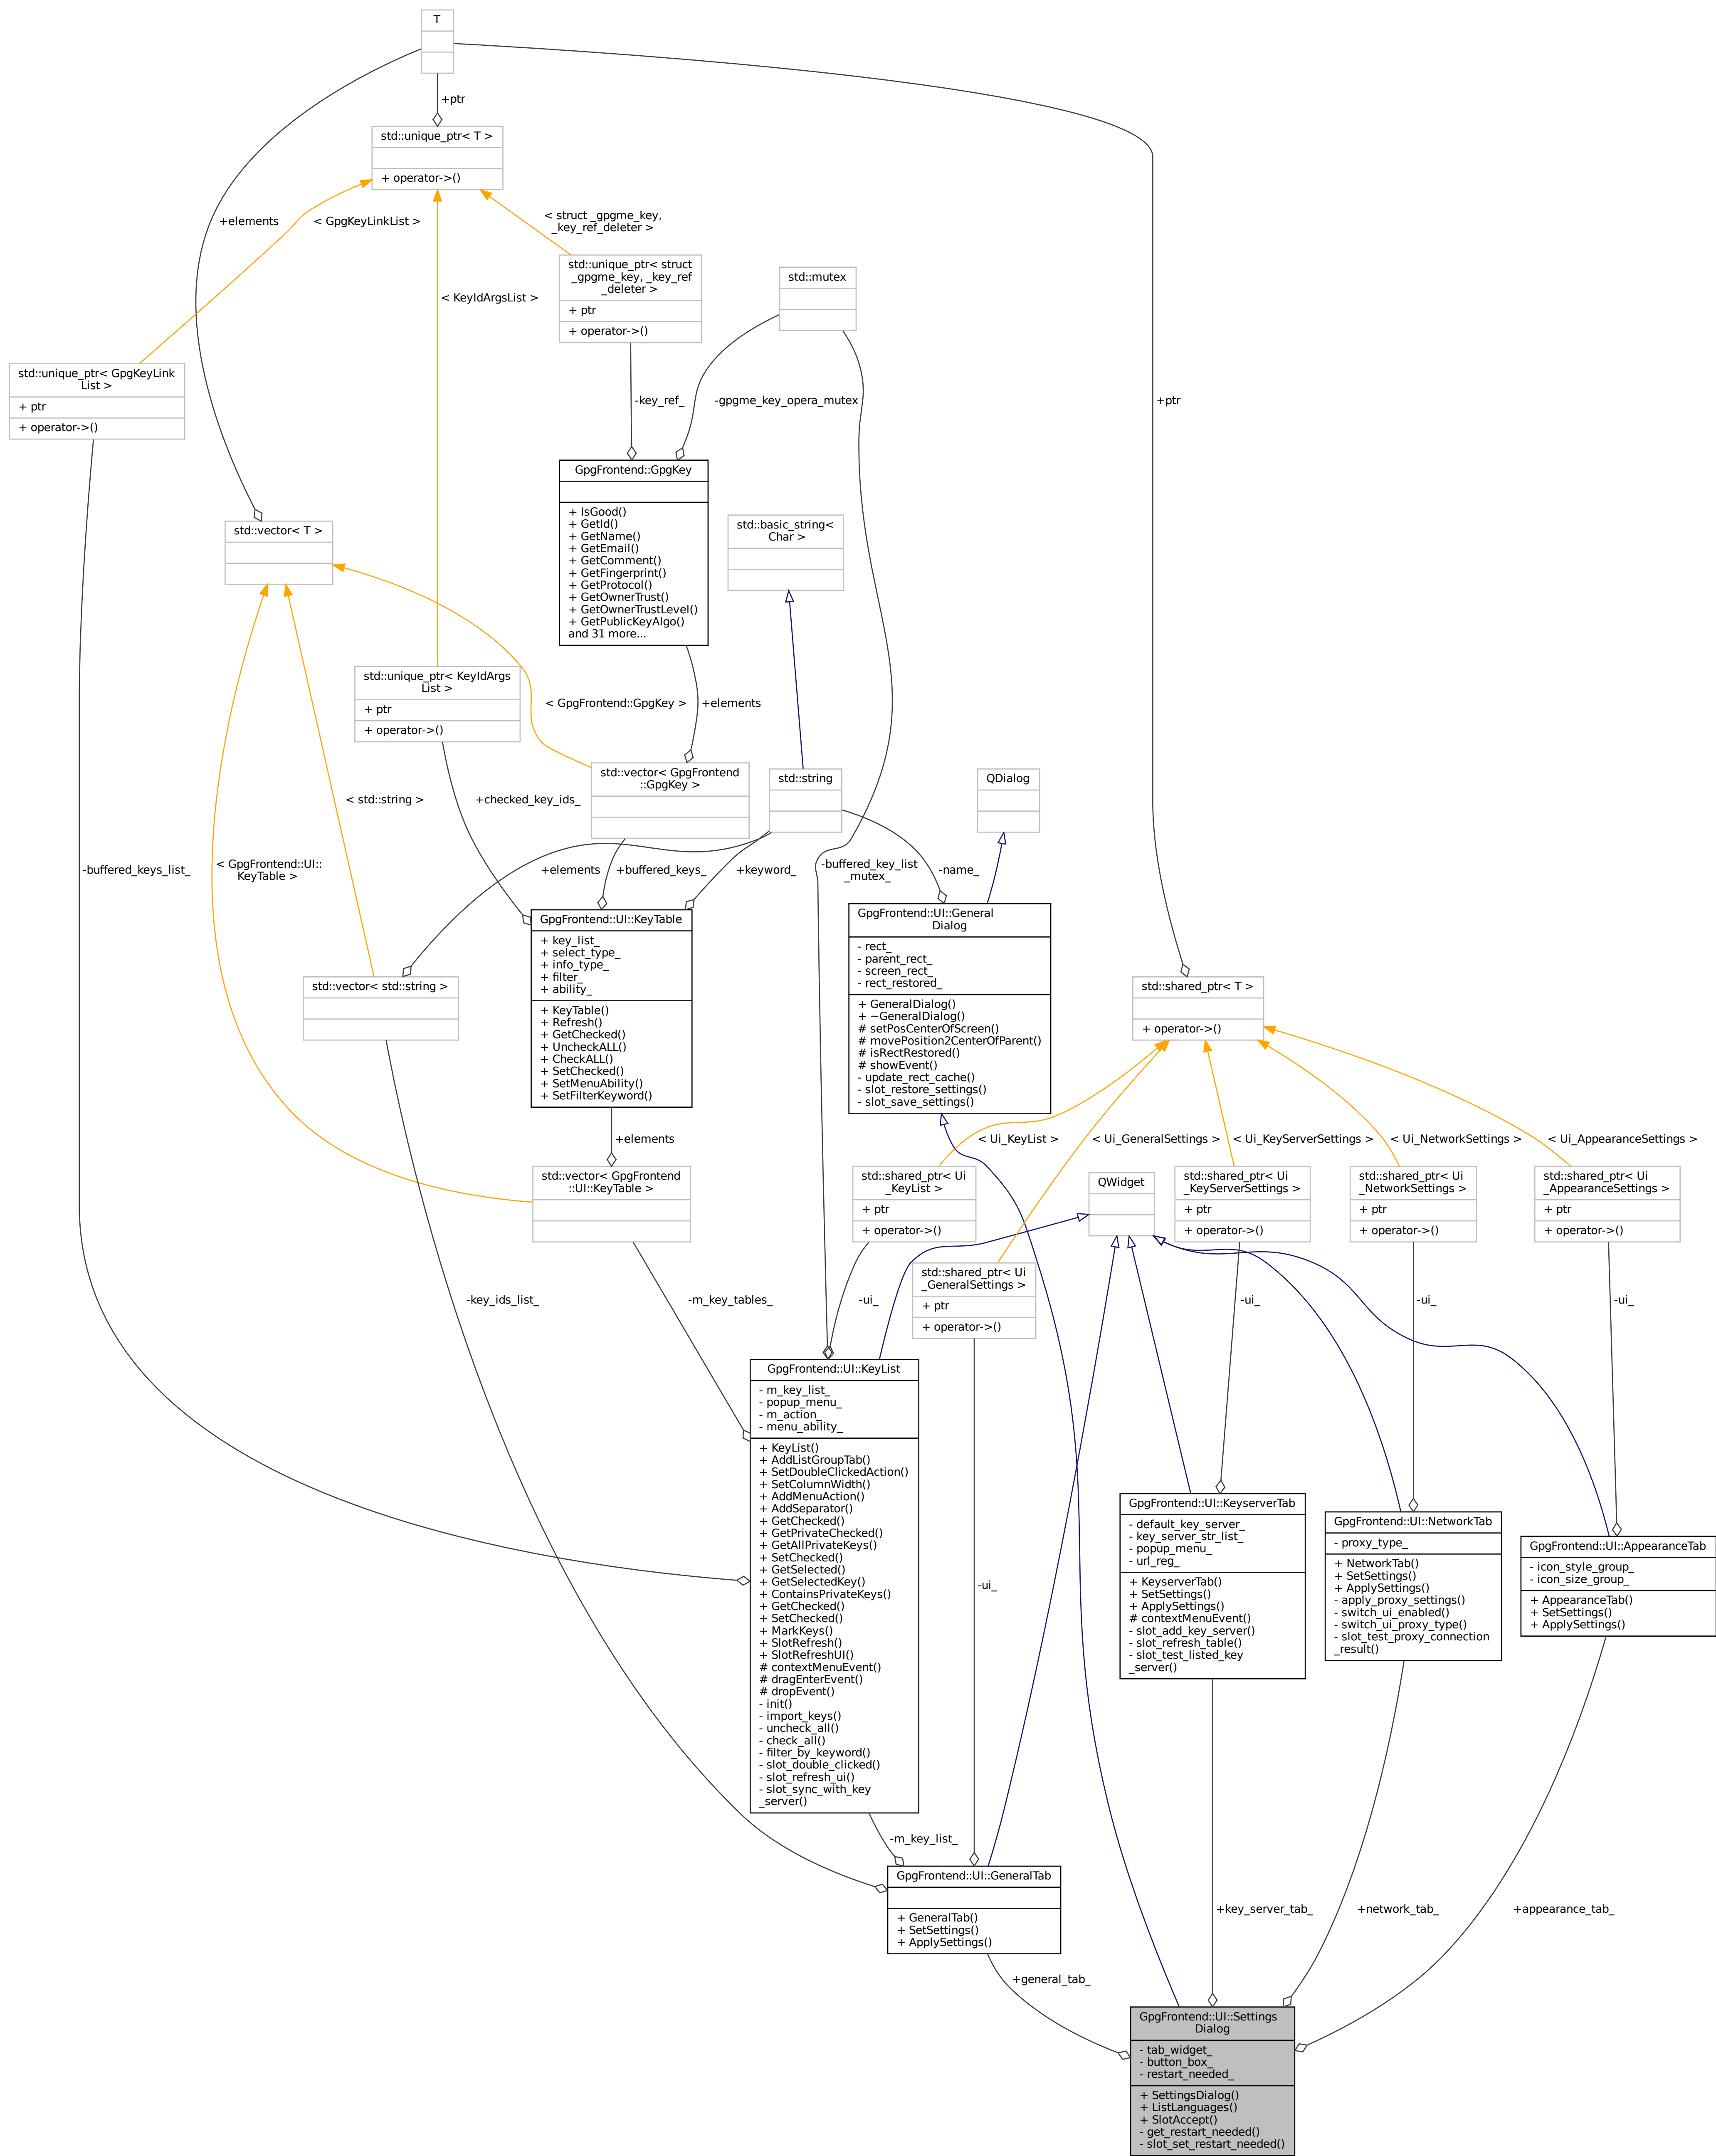 T
+ptr
std::unique_ptr< T >
+ operator->()
+elements
< GpgKeyLinkList >
< struct _gpgme_key,
_key_ref_deleter >
std::unique_ptr< struct
_gpgme_key, _key_ref
_deleter >
+ ptr
+ operator->()
std::mutex
< KeyIdArgsList >
std::unique_ptr< GpgKeyLink
List >
+ ptr
+ operator->()
-key_ref_
-gpgme_key_opera_mutex
+ptr
GpgFrontend::GpgKey
+ IsGood()
+ GetId()
+ GetName()
+ GetEmail()
+ GetComment()
+ GetFingerprint()
+ GetProtocol()
+ GetOwnerTrust()
+ GetOwnerTrustLevel()
+ GetPublicKeyAlgo()
and 31 more...
std::vector< T >
std::basic_string<
Char >
std::unique_ptr< KeyIdArgs
List >
+ ptr
+ operator->()
< GpgFrontend::GpgKey >
+elements
std::vector< GpgFrontend
::GpgKey >
std::string
QDialog
< std::string >
+checked_key_ids_
-buffered_keys_list_
< GpgFrontend::UI::
KeyTable >
+elements
+buffered_keys_
+keyword_
-buffered_key_list
_mutex_
-name_
GpgFrontend::UI::KeyTable
+ key_list_
+ select_type_
+ info_type_
+ filter_
+ ability_
+ KeyTable()
+ Refresh()
+ GetChecked()
+ UncheckALL()
+ CheckALL()
+ SetChecked()
+ SetMenuAbility()
+ SetFilterKeyword()
GpgFrontend::UI::General
Dialog
- rect_
- parent_rect_
- screen_rect_
- rect_restored_
+ GeneralDialog()
+ ~GeneralDialog()
# setPosCenterOfScreen()
# movePosition2CenterOfParent()
# isRectRestored()
# showEvent()
- update_rect_cache()
- slot_restore_settings()
- slot_save_settings()
std::vector< std::string >
std::shared_ptr< T >
+ operator->()
+elements
< Ui_KeyList >
< Ui_GeneralSettings >
< Ui_KeyServerSettings >
< Ui_NetworkSettings >
< Ui_AppearanceSettings >
std::vector< GpgFrontend
::UI::KeyTable >
std::shared_ptr< Ui
_KeyList >
+ ptr
+ operator->()
QWidget
std::shared_ptr< Ui
_KeyServerSettings >
+ ptr
+ operator->()
std::shared_ptr< Ui
_NetworkSettings >
+ ptr
+ operator->()
std::shared_ptr< Ui
_AppearanceSettings >
+ ptr
+ operator->()
std::shared_ptr< Ui
_GeneralSettings >
+ ptr
+ operator->()
-key_ids_list_
-m_key_tables_
-ui_
-ui_
-ui_
-ui_
GpgFrontend::UI::KeyList
- m_key_list_
- popup_menu_
- m_action_
- menu_ability_
+ KeyList()
+ AddListGroupTab()
+ SetDoubleClickedAction()
+ SetColumnWidth()
+ AddMenuAction()
+ AddSeparator()
+ GetChecked()
+ GetPrivateChecked()
+ GetAllPrivateKeys()
+ SetChecked()
+ GetSelected()
+ GetSelectedKey()
+ ContainsPrivateKeys()
+ GetChecked()
+ SetChecked()
+ MarkKeys()
+ SlotRefresh()
+ SlotRefreshUI()
# contextMenuEvent()
# dragEnterEvent()
# dropEvent()
- init()
- import_keys()
- uncheck_all()
- check_all()
- filter_by_keyword()
- slot_double_clicked()
- slot_refresh_ui()
- slot_sync_with_key
_server()
-ui_
GpgFrontend::UI::KeyserverTab
- default_key_server_
- key_server_str_list_
- popup_menu_
- url_reg_
+ KeyserverTab()
+ SetSettings()
+ ApplySettings()
# contextMenuEvent()
- slot_add_key_server()
- slot_refresh_table()
- slot_test_listed_key
_server()
GpgFrontend::UI::NetworkTab
- proxy_type_
+ NetworkTab()
+ SetSettings()
+ ApplySettings()
- apply_proxy_settings()
- switch_ui_enabled()
- switch_ui_proxy_type()
- slot_test_proxy_connection
_result()
GpgFrontend::UI::AppearanceTab
- icon_style_group_
- icon_size_group_
+ AppearanceTab()
+ SetSettings()
+ ApplySettings()
-m_key_list_
GpgFrontend::UI::GeneralTab
+ GeneralTab()
+ SetSettings()
+ ApplySettings()
+key_server_tab_
+network_tab_
+appearance_tab_
+general_tab_
GpgFrontend::UI::Settings
Dialog
- tab_widget_
- button_box_
- restart_needed_
+ SettingsDialog()
+ ListLanguages()
+ SlotAccept()
- get_restart_needed()
- slot_set_restart_needed()